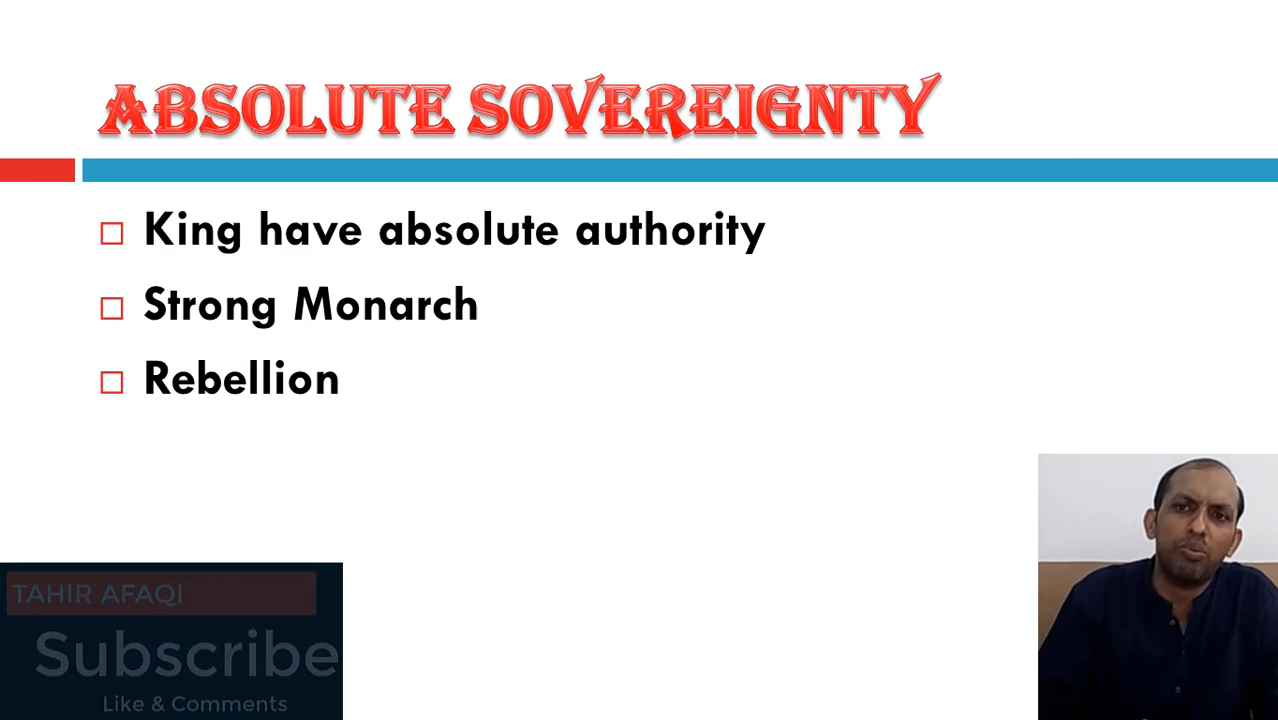 ABSOLUTE SOVEREIGNTY
King have absolute authority
Strong Monarch
Rebellion
TAHIR AFAQI
Subscribe
Like & Comments